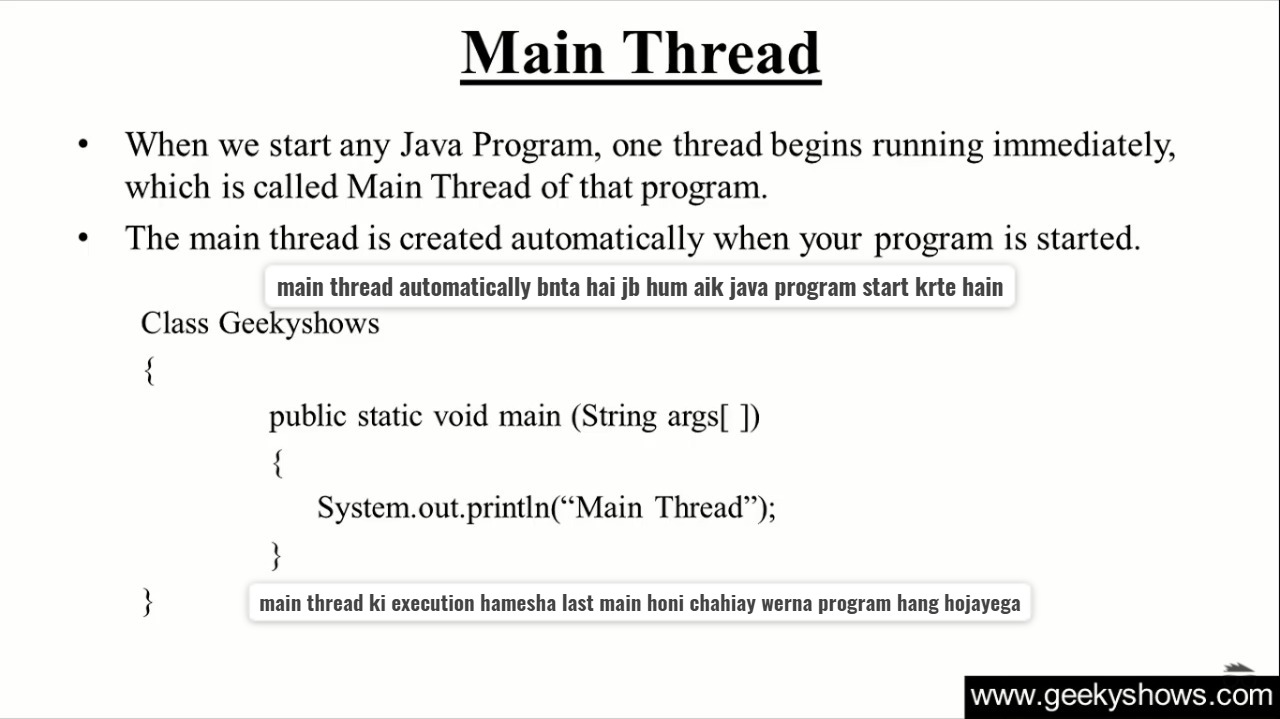 Main Thread
• When we start any Java Program, one thread begins running immediately,
which is called Main Thread of that program.
• The main thread is created automatically when your program is started.
main thread automatically bnta hai jb hum aik java program start krte hain
Class Geekyshows
{
public static void main (String args[ ])
{
System.out.println(“Main Thread”);
}
}
main thread ki execution hamesha last main honi chahiay werna program hang hojayega
www.geekyshows.com